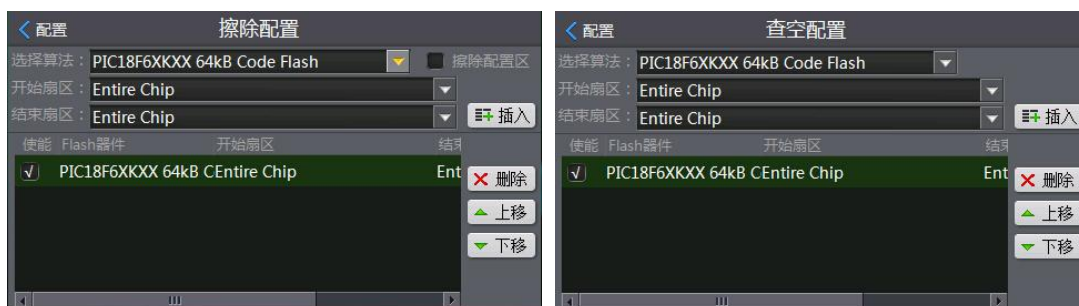 配置
擦除配置
选择算法：
PIC18F6XKXX 64kB Code Flash
擦除配置区
开始扇区：
Entire Chip
结束扇区：
Entire Chip
插入
使能 Flash器件 开始扇区
√ PIC18F6XKXX 64kB CEntire Chip Ent
删除
上移
下移
配置
查空配置
选择算法：
PIC18F6XKXX 64kB Code Flash
开始扇区：
Entire Chip
结束扇区：
Entire Chip
插入
使能 Flash器件 开始扇区
√ PIC18F6XKXX 64kB CEntire Chip Ent
删除
上移
下移